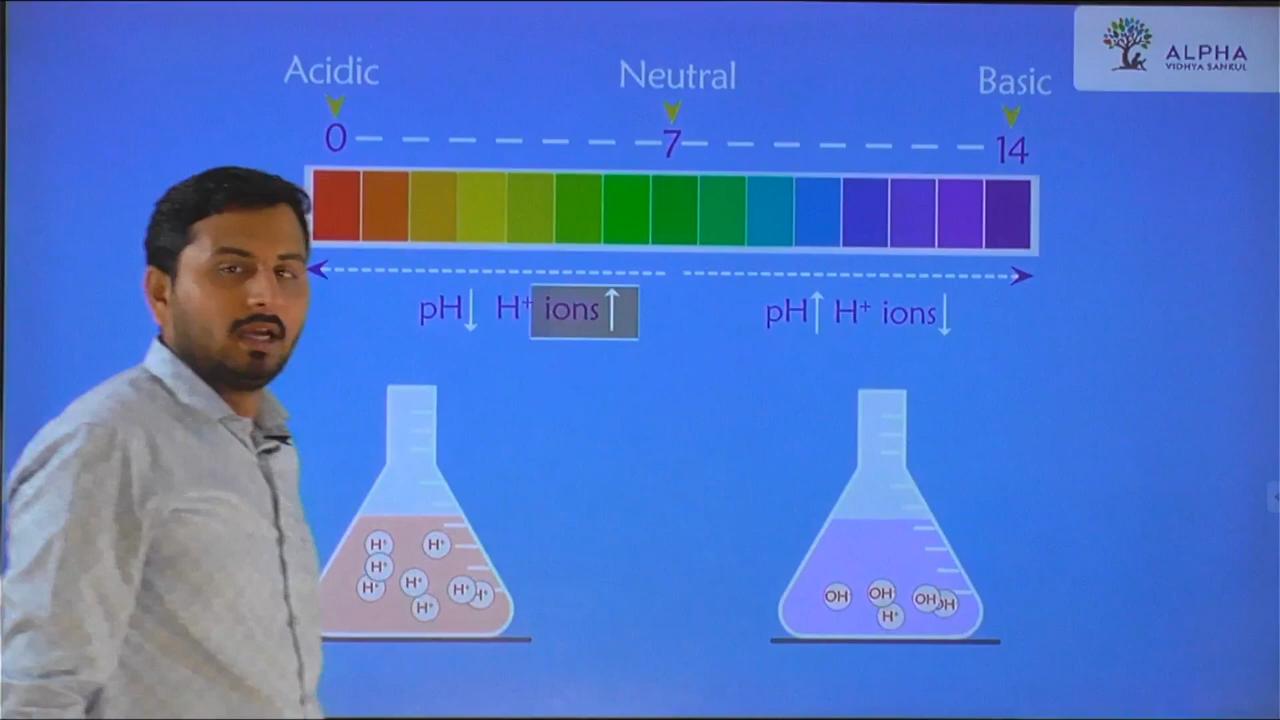 ALPHA
VIDHYA SANKUL
Acidic
Neutral
Basic
0
7
14
pH↓ H⁺ ions↑
pH↑ H⁺ ions↓
H⁺
H⁺
H⁺
H⁺
H⁺
H⁺
H⁺
H⁺
OH
OH
OH
OH
H⁺